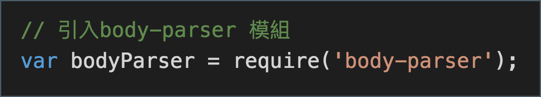 // 引入body-parser 模組
var bodyParser = require('body-parser');